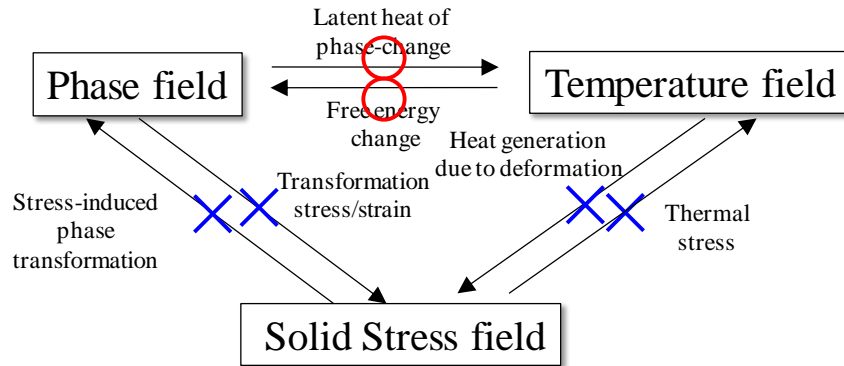 Latent heat of
phase-change
Phase field
Temperature field
Free energy
change
Heat generation
due to deformation
Transformation
stress/strain
Stress-induced
phase
transformation
Thermal
stress
Solid Stress field